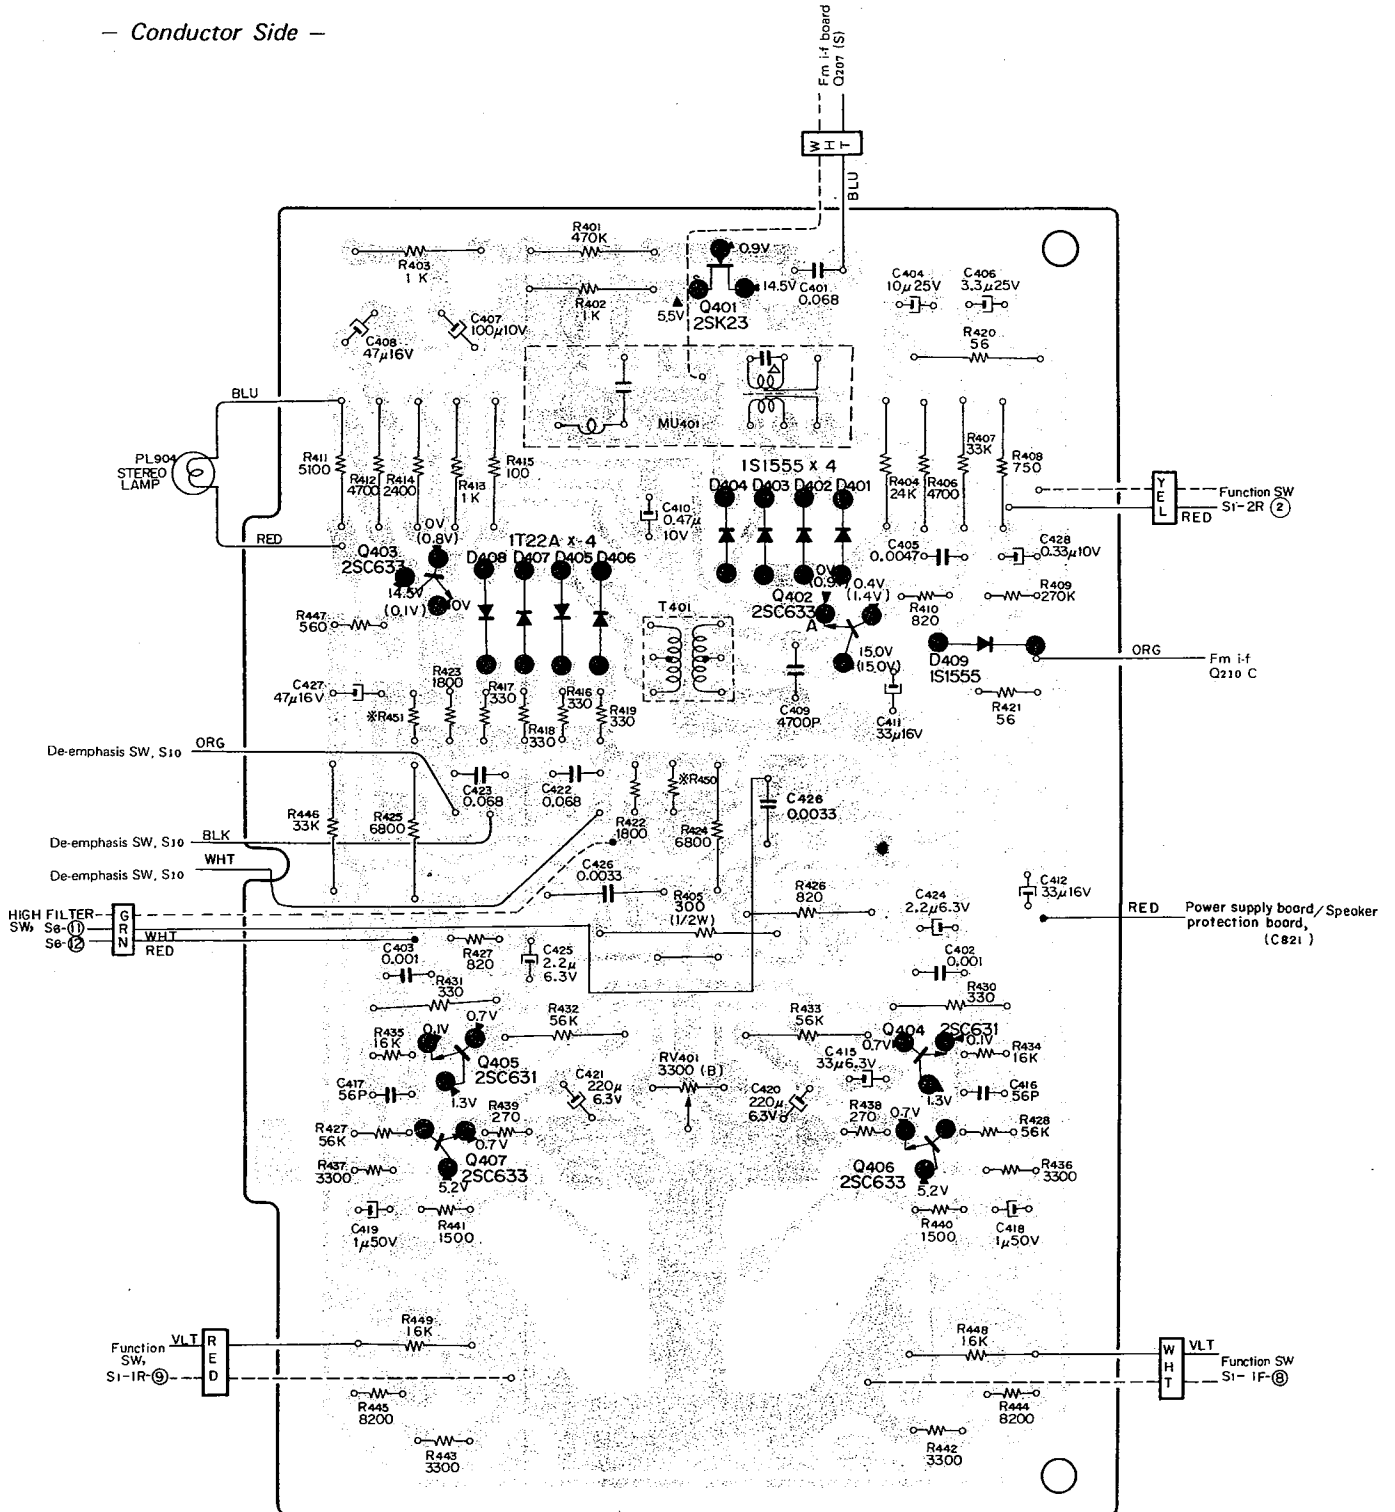 — Conductor Side —
Fm i-f board
Q207 (S)
WHT
BLU
R401
470K
R403
1 K
R402
1K
0.9V
S
14.5V
5.5V
Q401
2SK23
C401
0.068
C404
10µ25V
C406
3.3µ25V
C407
100µ10V
C408
47µ16V
R420
56
MU401
BLU
PL904
STEREO
LAMP
RED
R411
5100
R412
4700
R414
2400
R413
1K
R415
100
1S1555 x 4
D404 D403 D402 D401
R404
24K
R406
4700
R407
33K
R408
750
YEL
RED
Function SW
S1-2R ②
C410
0.47µ
10V
0V
(0.8V)
Q403
2SC633
14.5V
(0.1V)
0V
1T22A x 4
D408 D407 D405 D406
C405
0.0047
C428
0.33µ10V
0V
(0.9V)
0.4V
(1.4V)
Q402
2SC633
A
15.0V
(15.0V)
R410
820
R409
270K
T401
R447
560
D409
1S1555
ORG
Fm i-f
Q210 C
C427
47µ16V
※R451
R423
1800
R417
330
R418
330
R416
330
R419
330
C409
4700P
C411
33µ16V
R421
56
De-emphasis SW, S10
ORG
C423
0.068
C422
0.068
※R450
C426
0.0033
R446
33K
R425
6800
R422
1800
R424
6800
De-emphasis SW, S10
BLK
WHT
De-emphasis SW, S10
C426
0.0033
R405
300
(1/2W)
R426
820
C412
33µ16V
C424
2.2µ6.3V
HIGH FILTER
SW, S6-⑪
S6-⑫
GRN
WHT
RED
RED
Power supply board/Speaker
protection board,
(C821)
C403
0.001
R427
820
C425
2.2µ
6.3V
C402
0.001
R431
330
R430
330
R432
56K
R433
56K
R435
16K
0.1V
0.7V
Q405
2SC631
1.3V
Q404
2SC631
0.7V
0.1V
1.3V
R434
16K
RV401
3300 (B)
C415
33µ6.3V
C417
56P
C421
220µ
6.3V
C420
220µ
6.3V
C416
56P
R439
270
R438
270
0.7V
R427
56K
0.7V
R428
56K
R437
3300
Q407
2SC633
5.2V
Q406
2SC633
5.2V
R436
3300
C419
1µ50V
R441
1500
R440
1500
C418
1µ50V
R449
16K
R448
16K
Function
SW,
S1-1R-⑨
VLT
RED
WHT
VLT
Function SW
S1- 1F-⑧
R445
8200
R444
8200
R443
3300
R442
3300